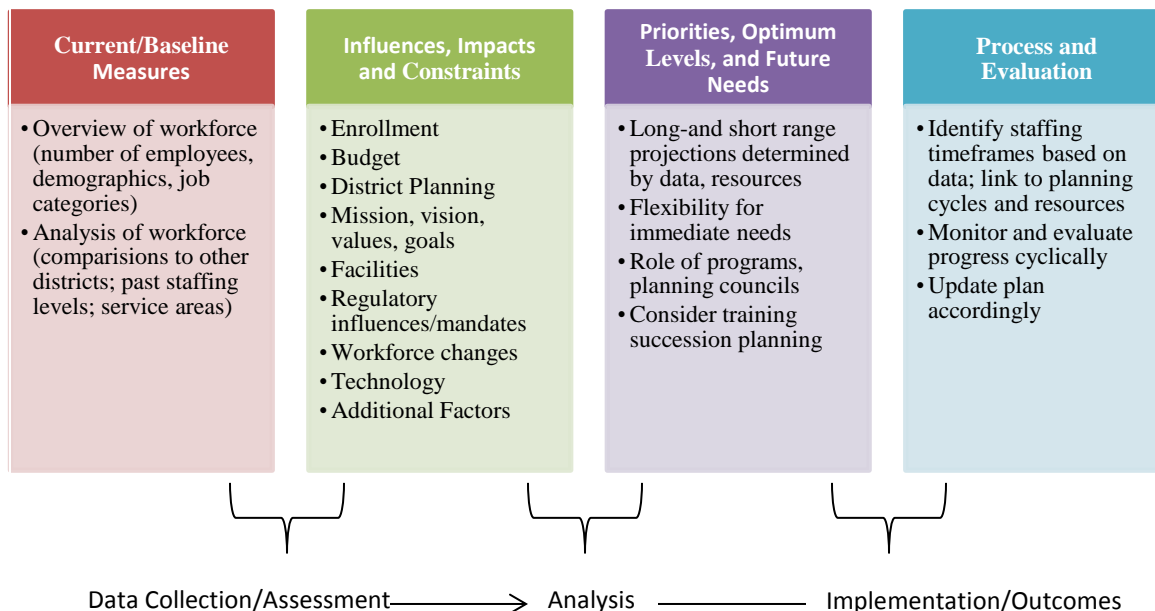 Current/Baseline
Measures
• Overview of workforce
(number of employees,
demographics, job
categories)
• Analysis of workforce
(comparisions to other
districts; past staffing
levels; service areas)
Influences, Impacts
and Constraints
• Enrollment
• Budget
• District Planning
• Mission, vision,
values, goals
• Facilities
• Regulatory
influences/mandates
• Workforce changes
• Technology
• Additional Factors
Priorities, Optimum
Levels, and Future
Needs
• Long-and short range
projections determined
by data, resources
• Flexibility for
immediate needs
• Role of programs,
planning councils
• Consider training
succession planning
Process and
Evaluation
• Identify staffing
timeframes based on
data; link to planning
cycles and resources
• Monitor and evaluate
progress cyclically
• Update plan
accordingly
Data Collection/Assessment
Analysis
Implementation/Outcomes